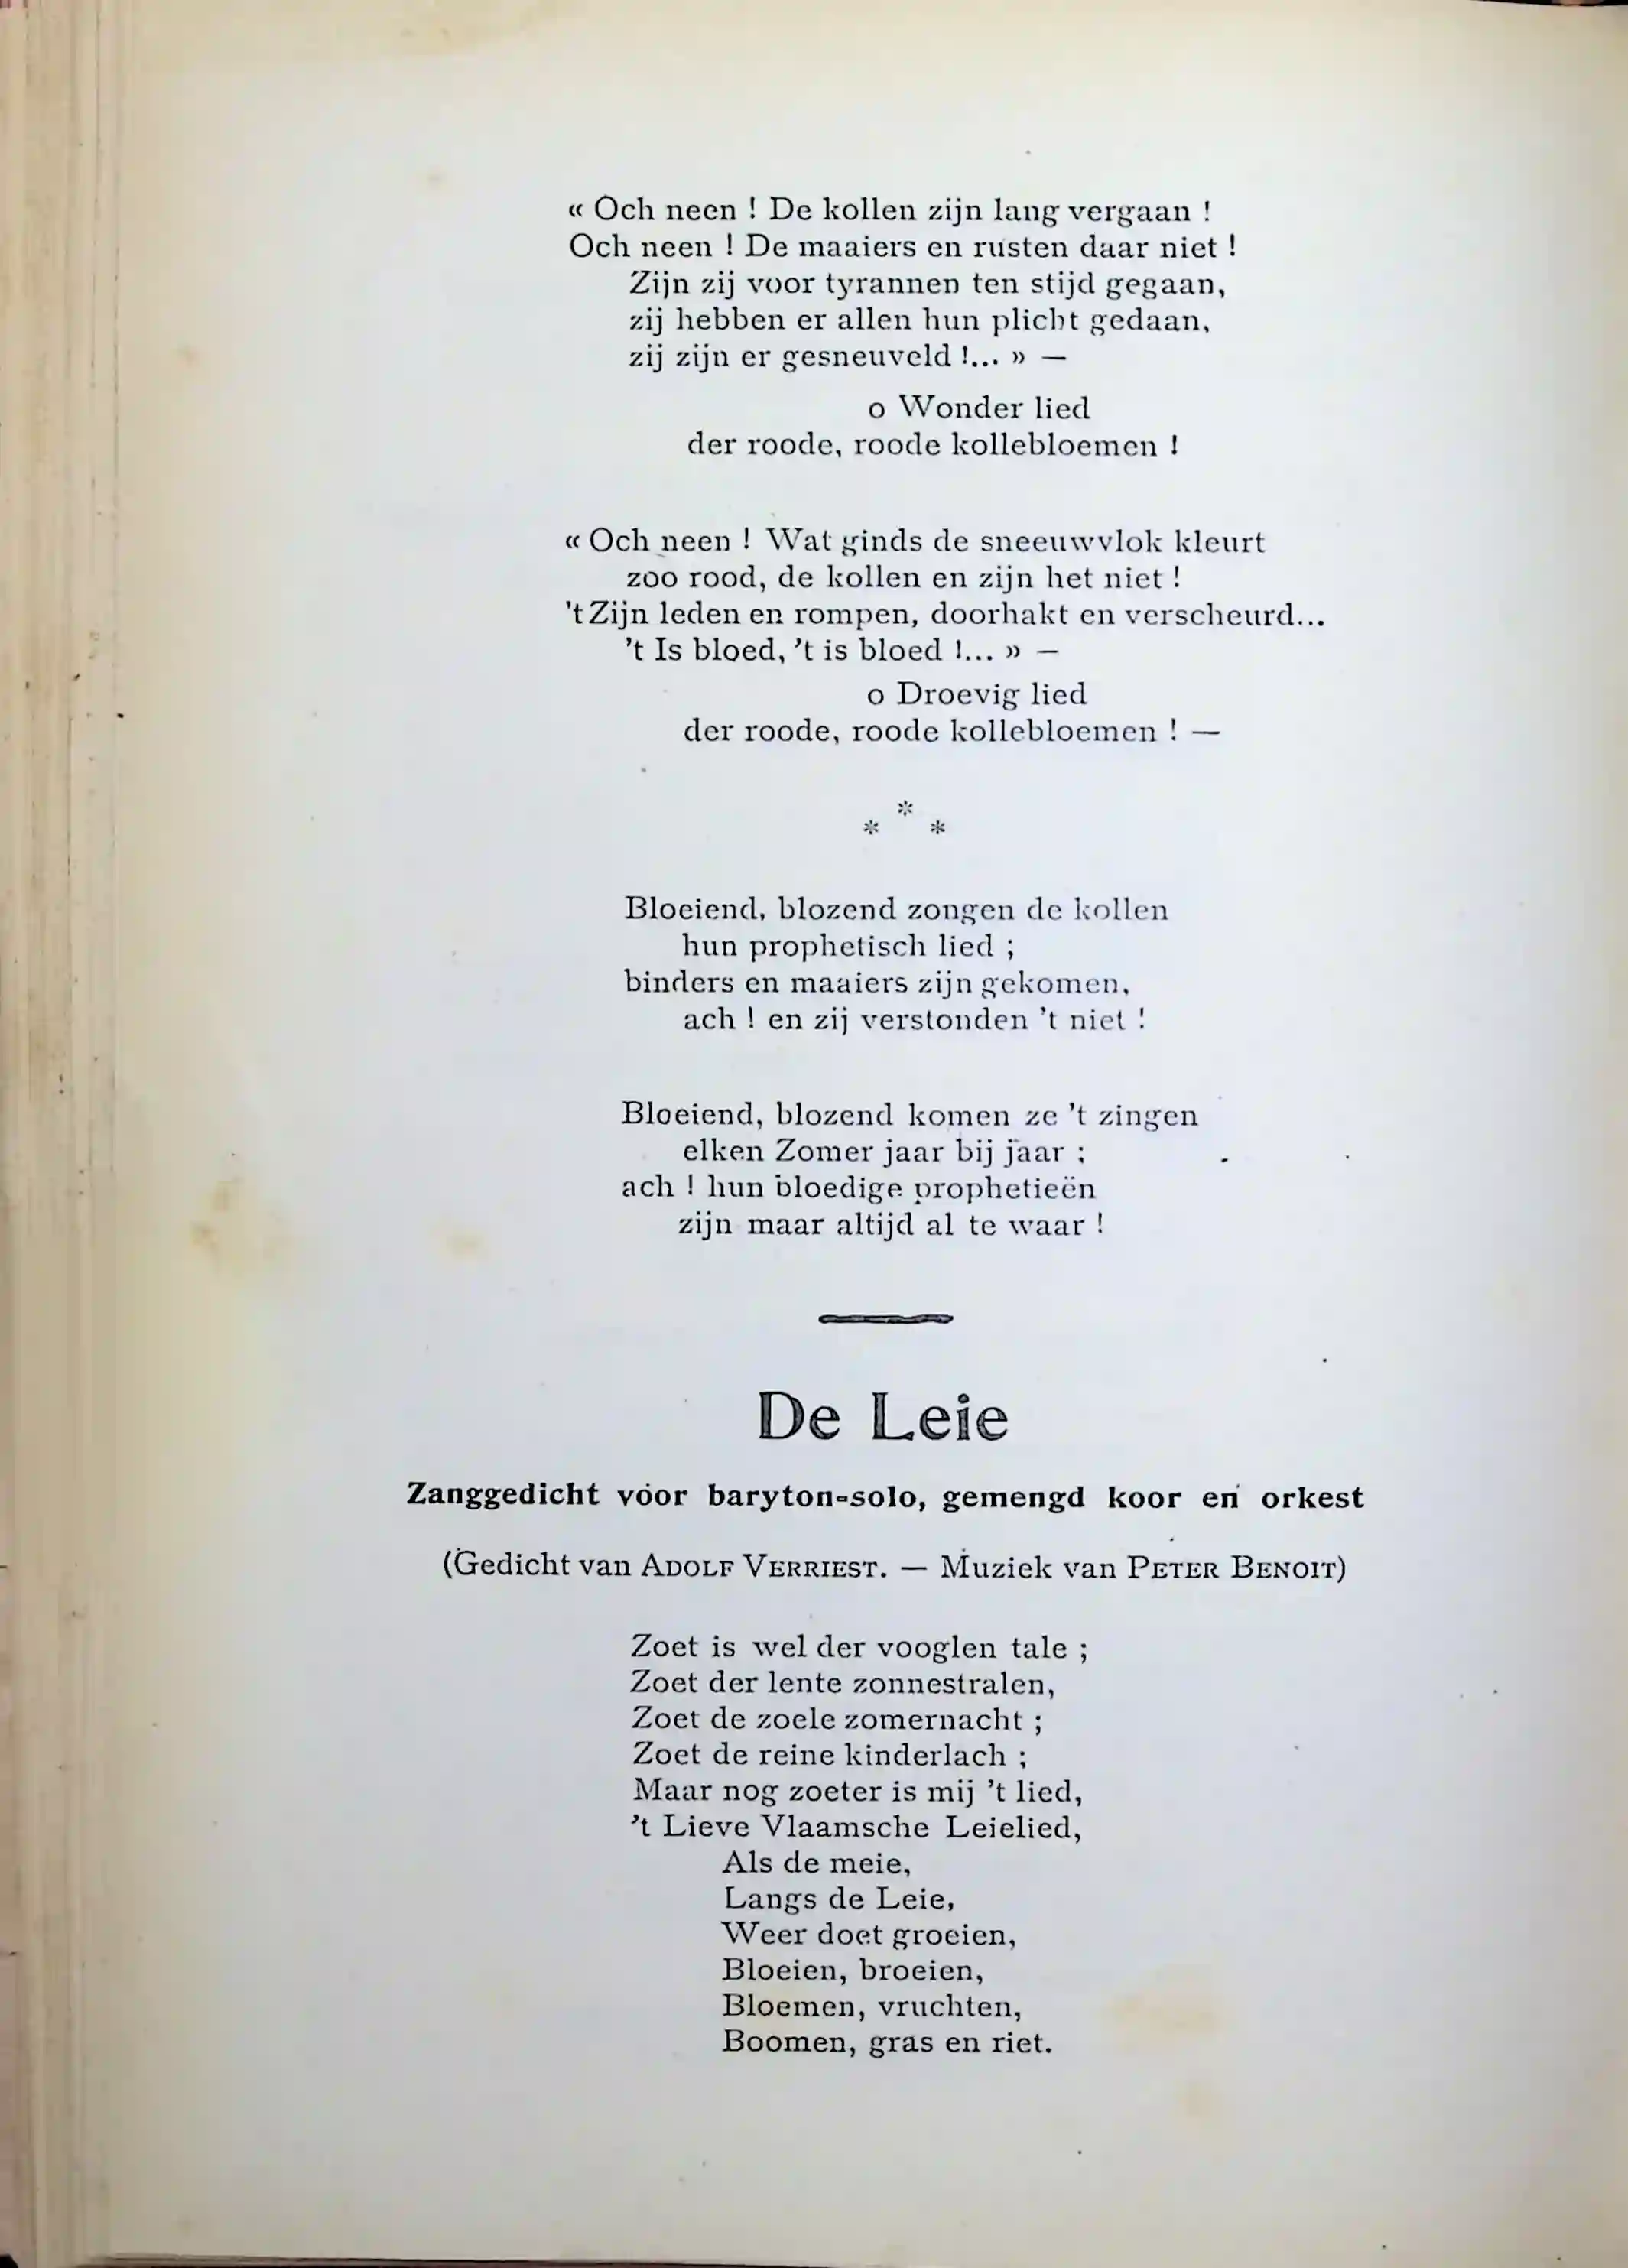 « Och neen ! De kollen zijn lang vergaan !
Och neen ! De maaiers en rusten daar niet !
Zijn zij voor tyrannen ten stijd gegaan,
zij hebben er allen hun plicht gedaan,
zij zijn er gesneuveld !... » —
o Wonder lied
der roode, roode kollebloemen !
« Och neen ! Wat ginds de sneeuwvlok kleurt
zoo rood, de kollen en zijn het niet !
't Zijn leden en rompen, doorhakt en verscheurd...
't Is bloed, 't is bloed !... » —
o Droevig lied
der roode, roode kollebloemen ! —
* * *
Bloeiend, blozend zongen de kollen
hun prophetisch lied ;
binders en maaiers zijn gekomen,
ach ! en zij verstonden 't niet !
Bloeiend, blozend komen ze 't zingen
elken Zomer jaar bij jaar ;
ach ! hun bloedige prophetieën
zijn maar altijd al te waar !
De Leie
Zanggedicht voor baryton-solo, gemengd koor en orkest
(Gedicht van ADOLF VERRIEST. — Muziek van PETER BENOIT)
Zoet is wel der vooglen tale ;
Zoet der lente zonnestralen,
Zoet de zoele zomernacht ;
Zoet de reine kinderlach ;
Maar nog zoeter is mij 't lied,
't Lieve Vlaamsche Leielied,
Als de meie,
Langs de Leie,
Weer doet groeien,
Bloeien, broeien,
Bloemen, vruchten,
Boomen, gras en riet.